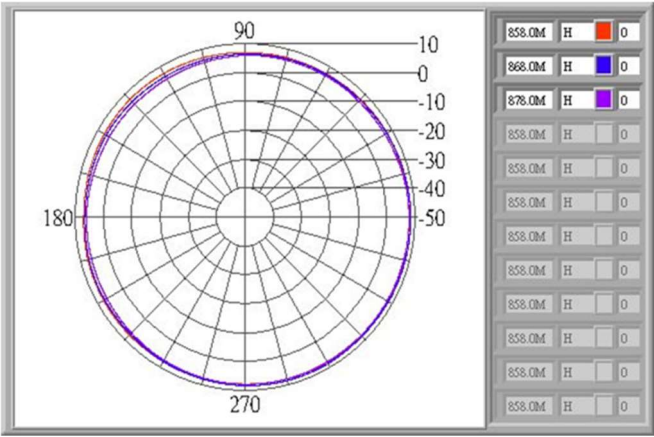 90
10
0
-10
-20
-30
-40
180
-50
270
858.0M H 0
868.0M H 0
878.0M H 0
858.0M H 0
858.0M H 0
858.0M H 0
858.0M H 0
858.0M H 0
858.0M H 0
858.0M H 0
858.0M H 0
858.0M H 0